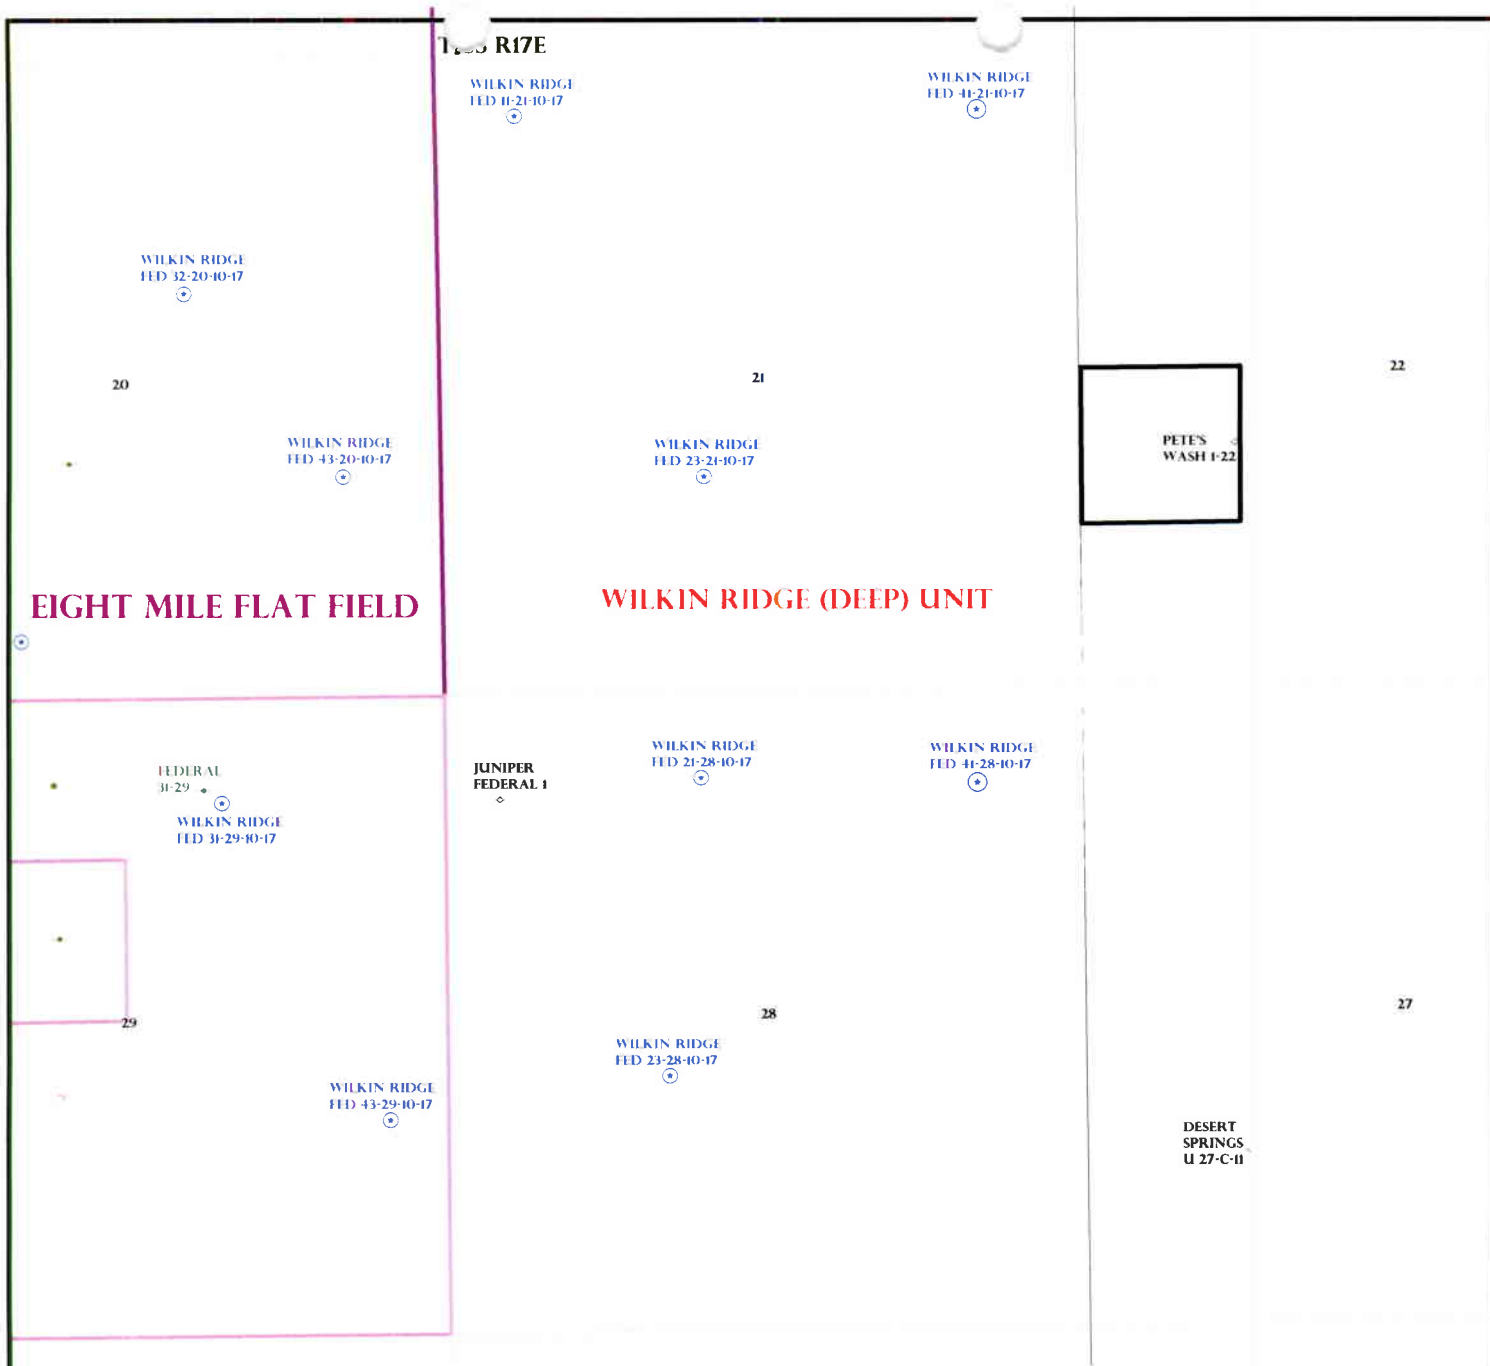 R17E
WILKIN RIDGE
FED 11-21-10-17
WILKIN RIDGE
FED 41-21-10-17
WILKIN RIDGE
FED 32-20-10-17
20
21
22
WILKIN RIDGE
FED 43-20-10-17
WILKIN RIDGE
FED 23-21-10-17
PETE'S
WASH 1-22
EIGHT MILE FLAT FIELD
WILKIN RIDGE (DEEP) UNIT
FEDERAL
31-29
WILKIN RIDGE
FED 31-29-10-17
JUNIPER
FEDERAL 1
WILKIN RIDGE
FED 21-28-10-17
WILKIN RIDGE
FED 41-28-10-17
29
28
27
WILKIN RIDGE
FED 23-28-10-17
WILKIN RIDGE
FED 43-29-10-17
DESERT
SPRINGS
U 27-C-11